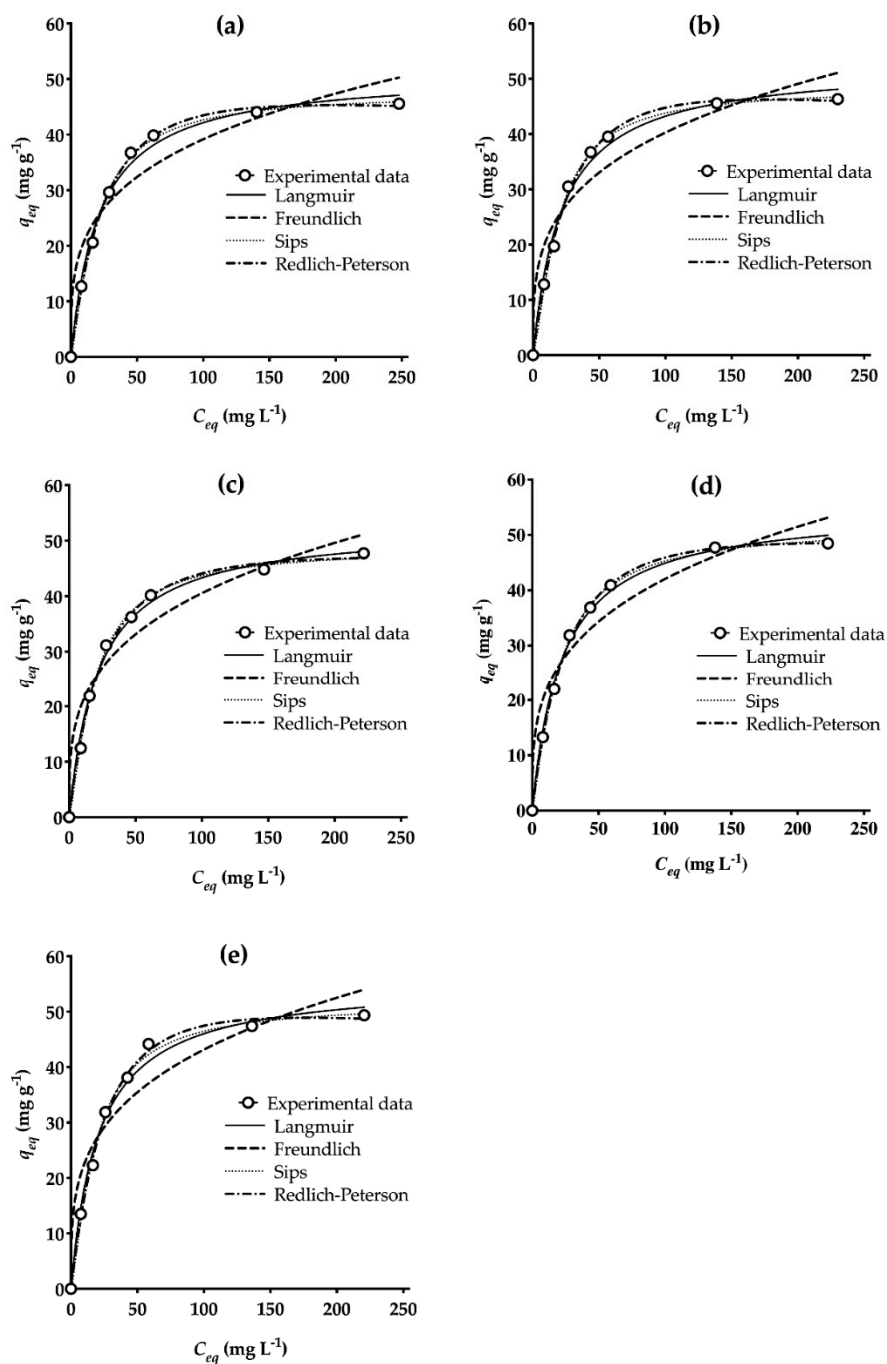 (a)
60
50
40
30
20
10
0
q_eq (mg g⁻¹)
Experimental data
Langmuir
Freundlich
Sips
Redlich-Peterson
0 50 100 150 200 250
C_eq (mg L⁻¹)
(b)
60
50
40
30
20
10
0
q_eq (mg g⁻¹)
Experimental data
Langmuir
Freundlich
Sips
Redlich-Peterson
0 50 100 150 200 250
C_eq (mg L⁻¹)
(c)
60
50
40
30
20
10
0
q_eq (mg g⁻¹)
Experimental data
Langmuir
Freundlich
Sips
Redlich-Peterson
0 50 100 150 200 250
C_eq (mg L⁻¹)
(d)
60
50
40
30
20
10
0
q_eq (mg g⁻¹)
Experimental data
Langmuir
Freundlich
Sips
Redlich-Peterson
0 50 100 150 200 250
C_eq (mg L⁻¹)
(e)
60
50
40
30
20
10
0
q_eq (mg g⁻¹)
Experimental data
Langmuir
Freundlich
Sips
Redlich-Peterson
0 50 100 150 200 250
C_eq (mg L⁻¹)